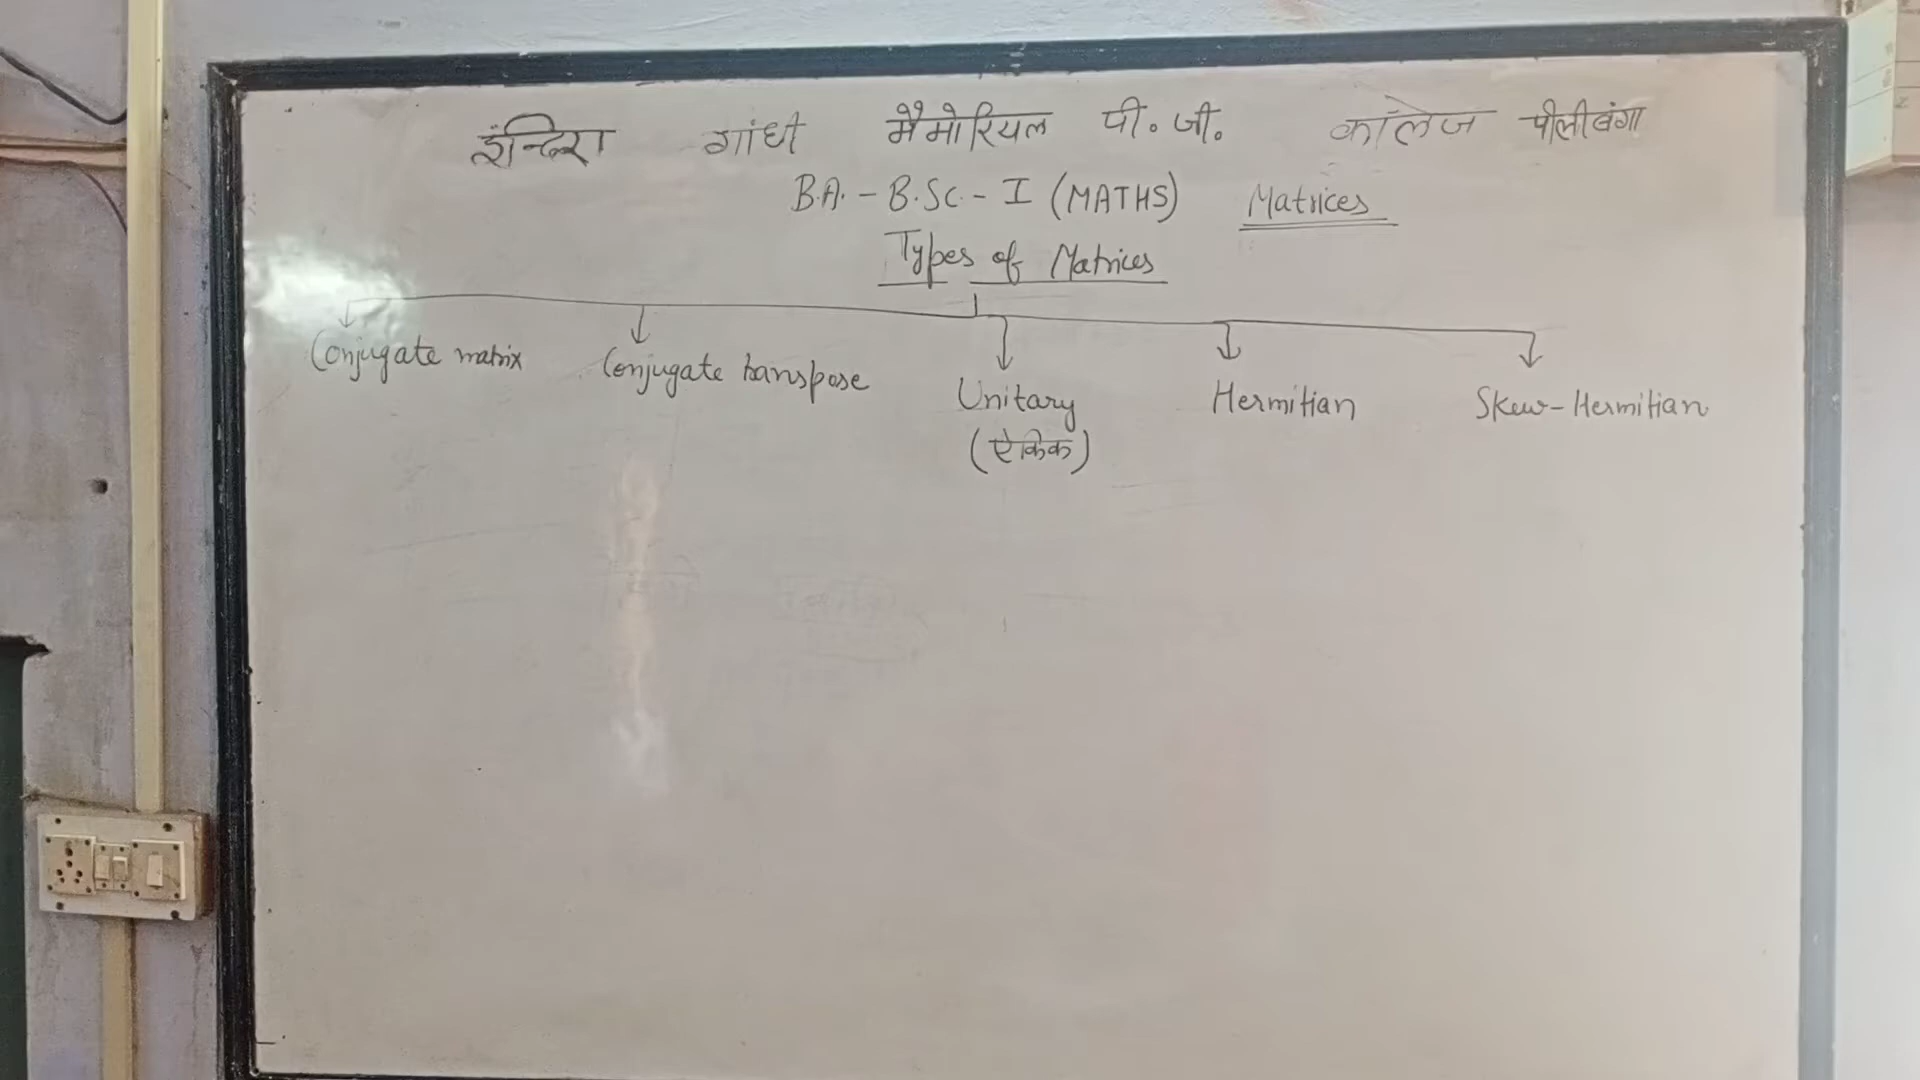 इन्दिरा गांधी मैमोरियल पी.जी. कॉलेज पीलीबंगा
B.A. - B.Sc. - I (MATHS) Matrices
Types of Matrices
Conjugate matrix Conjugate transpose Unitary Hermitian Skew-Hermitian
(ऐकिक)